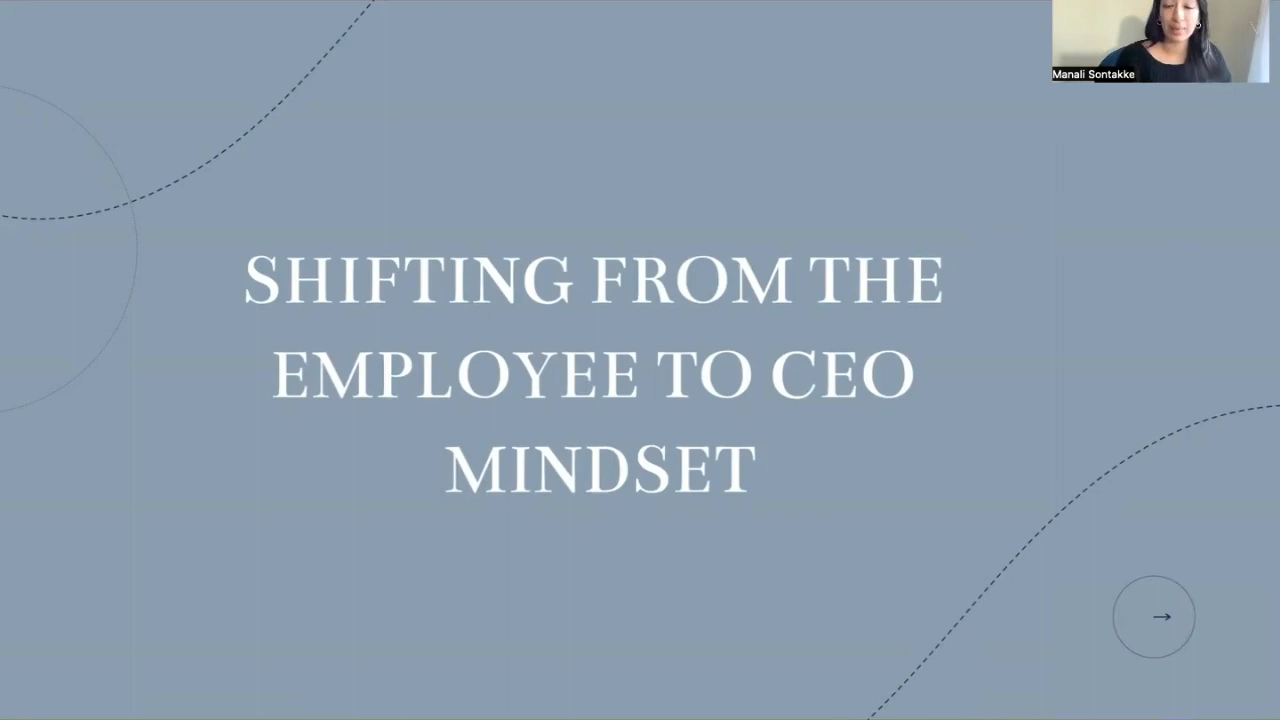 Manali Sontakke
SHIFTING FROM THE
EMPLOYEE TO CEO
MINDSET